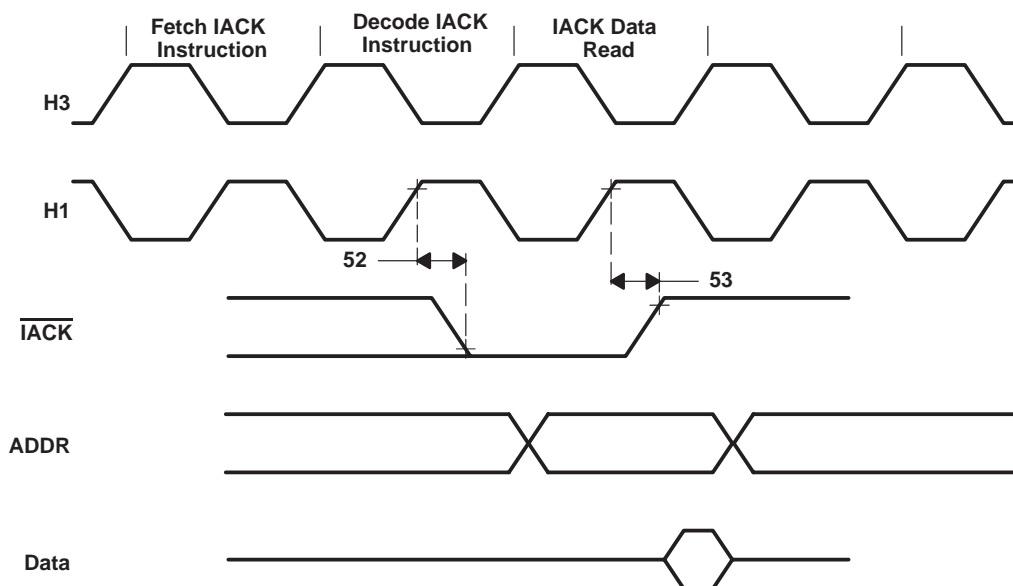 Fetch IACK
Instruction
Decode IACK
Instruction
IACK Data
Read
H3
H1
52
53
IACK
ADDR
Data